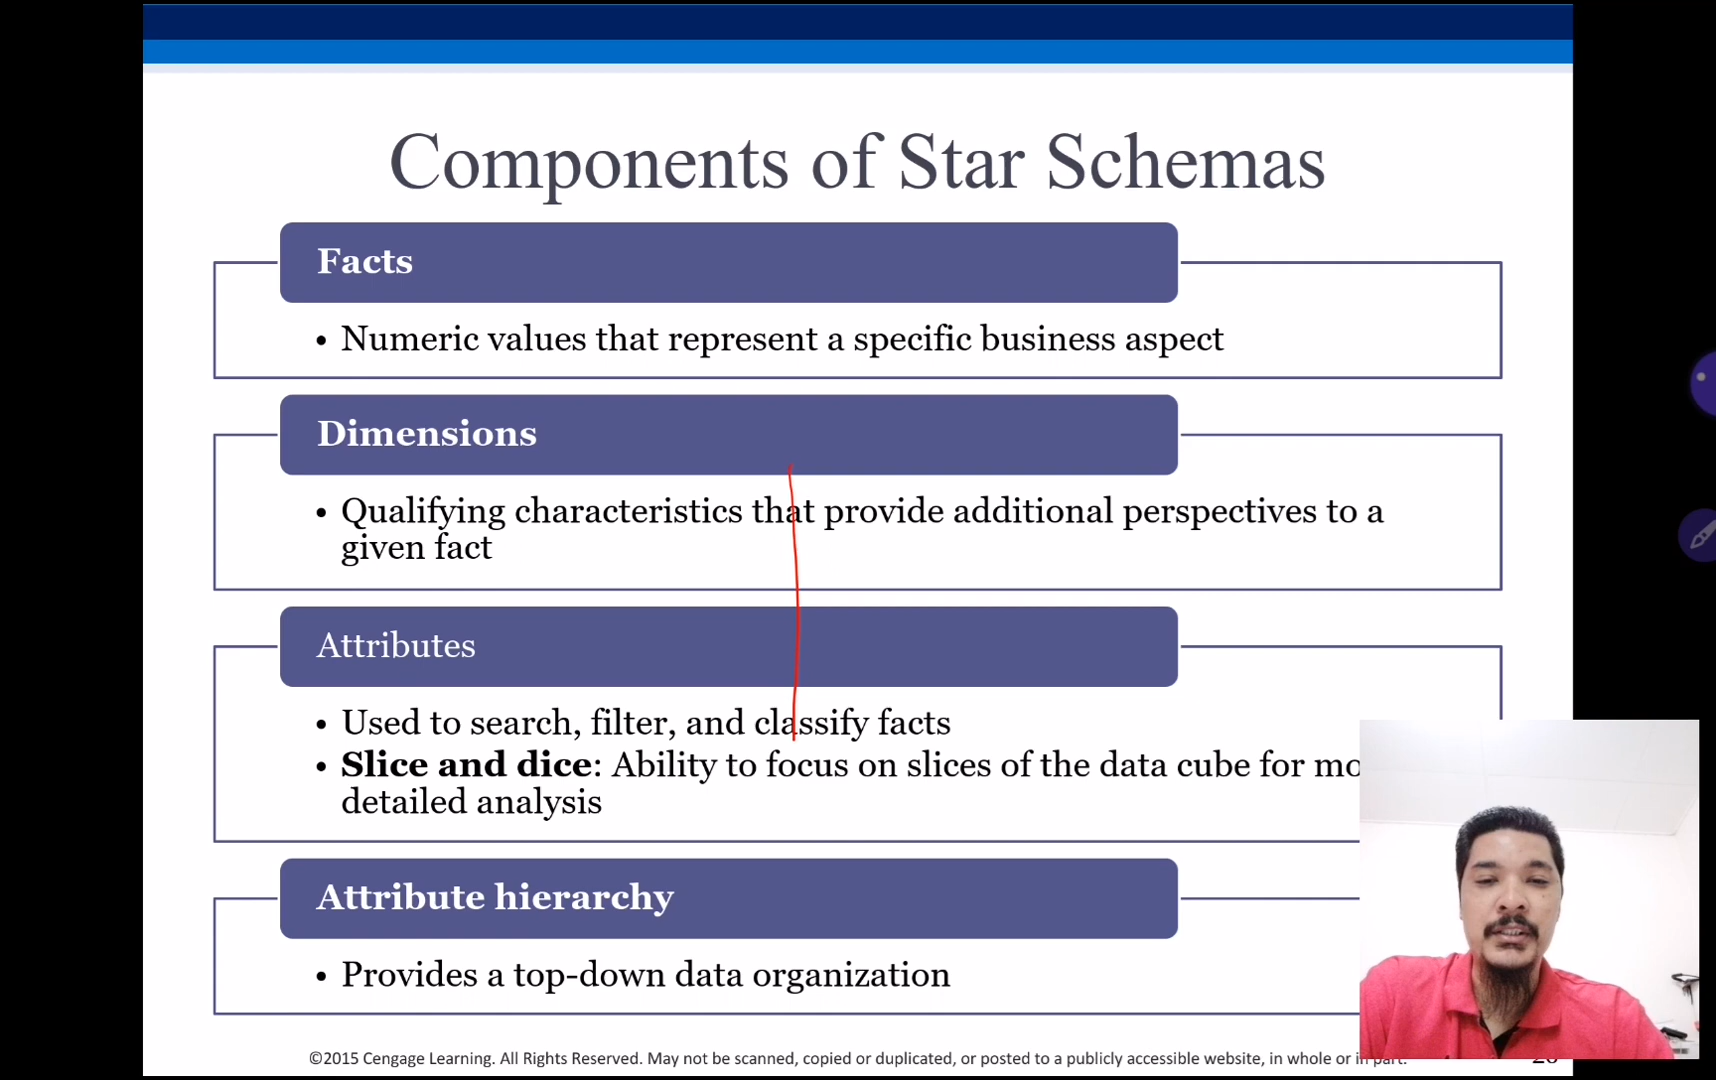 Components of Star Schemas
Facts
• Numeric values that represent a specific business aspect
Dimensions
• Qualifying characteristics that provide additional perspectives to a
given fact
Attributes
• Used to search, filter, and classify facts
• Slice and dice: Ability to focus on slices of the data cube for
detailed analysis
Attribute hierarchy
• Provides a top-down data organization
©2015 Cengage Learning. All Rights Reserved. May not be scanned, copied or duplicated, or posted to a publicly accessible website, in whole or in part.